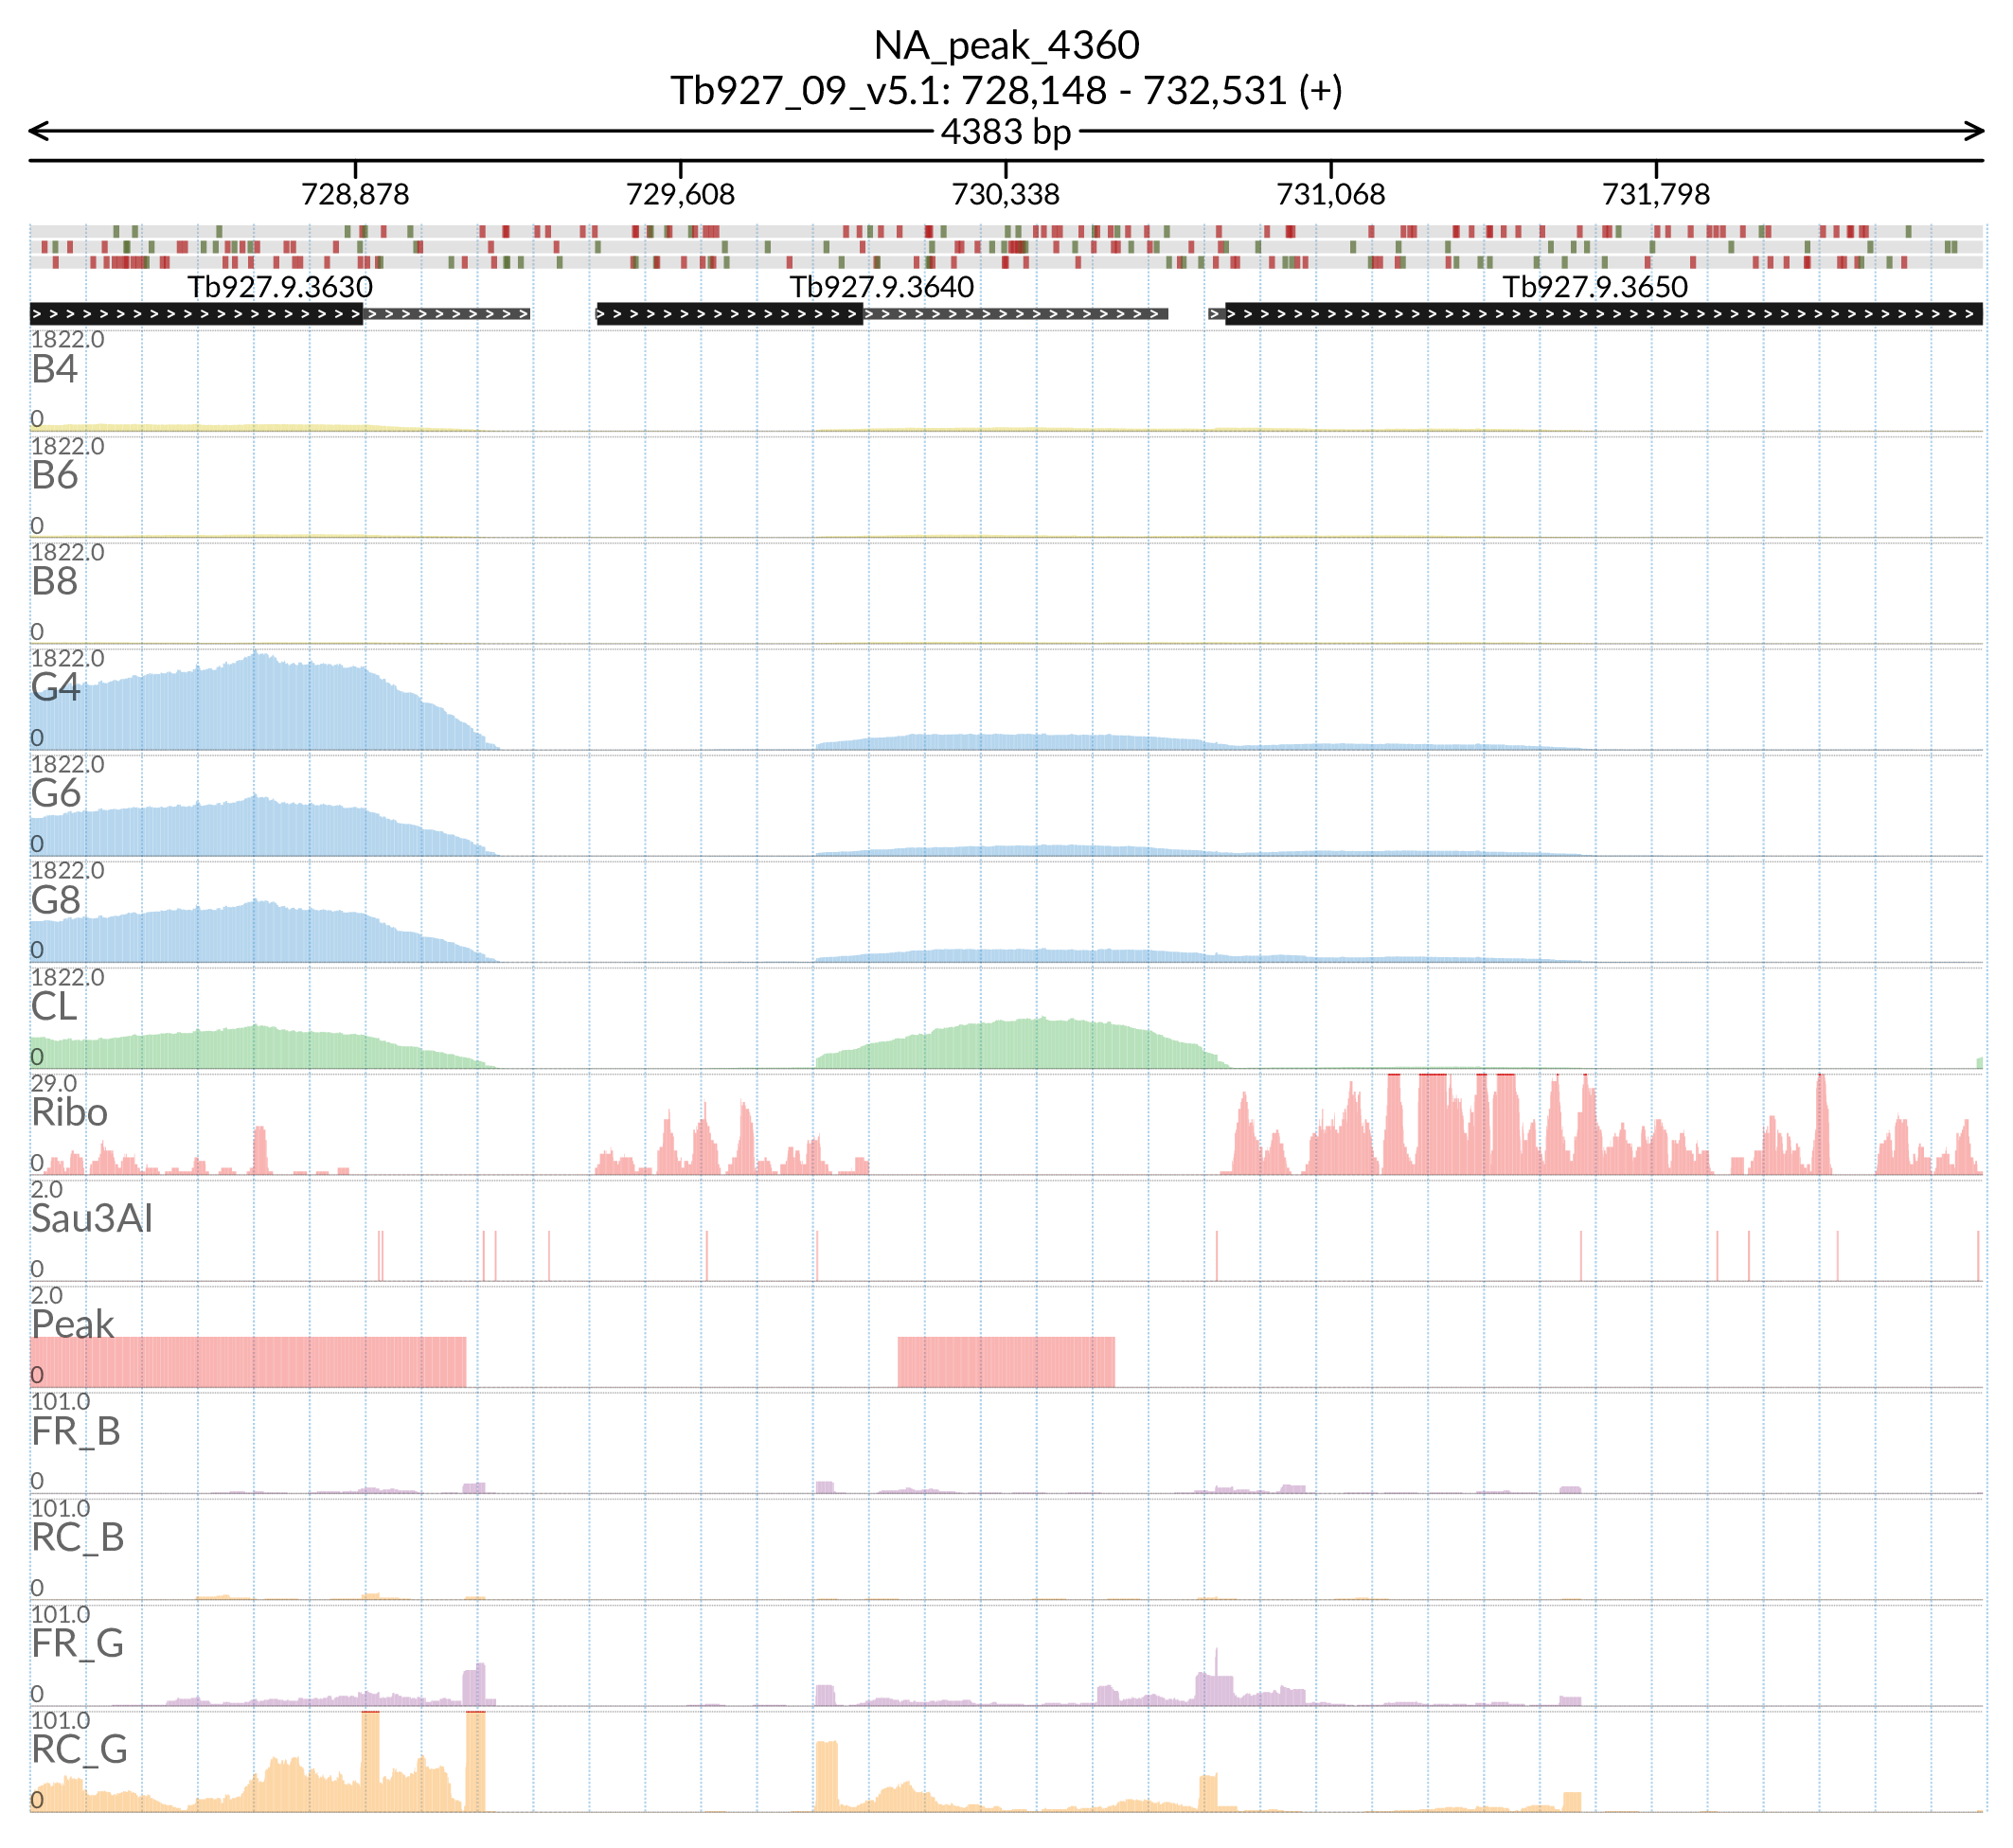 NA_peak_4360
Tb927_09_v5.1: 728,148 - 732,531 (+)
4383 bp
728,878 729,608 730,338 731,068 731,798
Tb927.9.3630 Tb927.9.3640 Tb927.9.3650
1822.0
B4
0
1822.0
B6
0
1822.0
B8
0
1822.0
G4
0
1822.0
G6
0
1822.0
G8
0
1822.0
CL
0
29.0
Ribo
0
2.0
Sau3AI
0
2.0
Peak
0
101.0
FR_B
0
101.0
RC_B
0
101.0
FR_G
0
101.0
RC_G
0